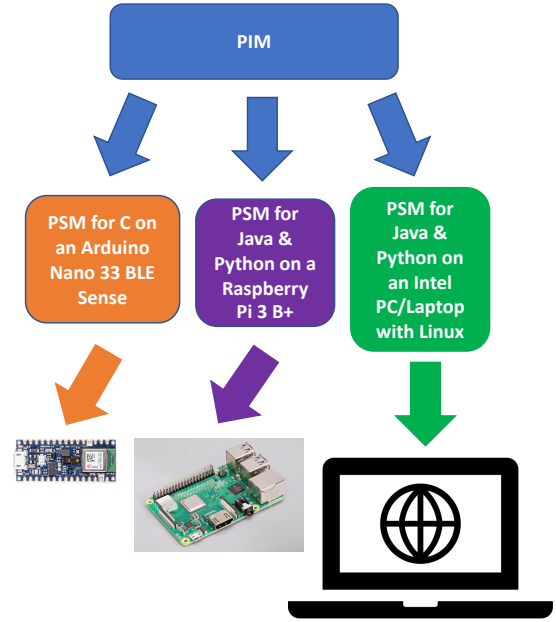 PIM
PSM for C on
an Arduino
Nano 33 BLE
Sense
PSM for
Java &
Python on a
Raspberry
Pi 3 B+
PSM for
Java &
Python on
an Intel
PC/Laptop
with Linux